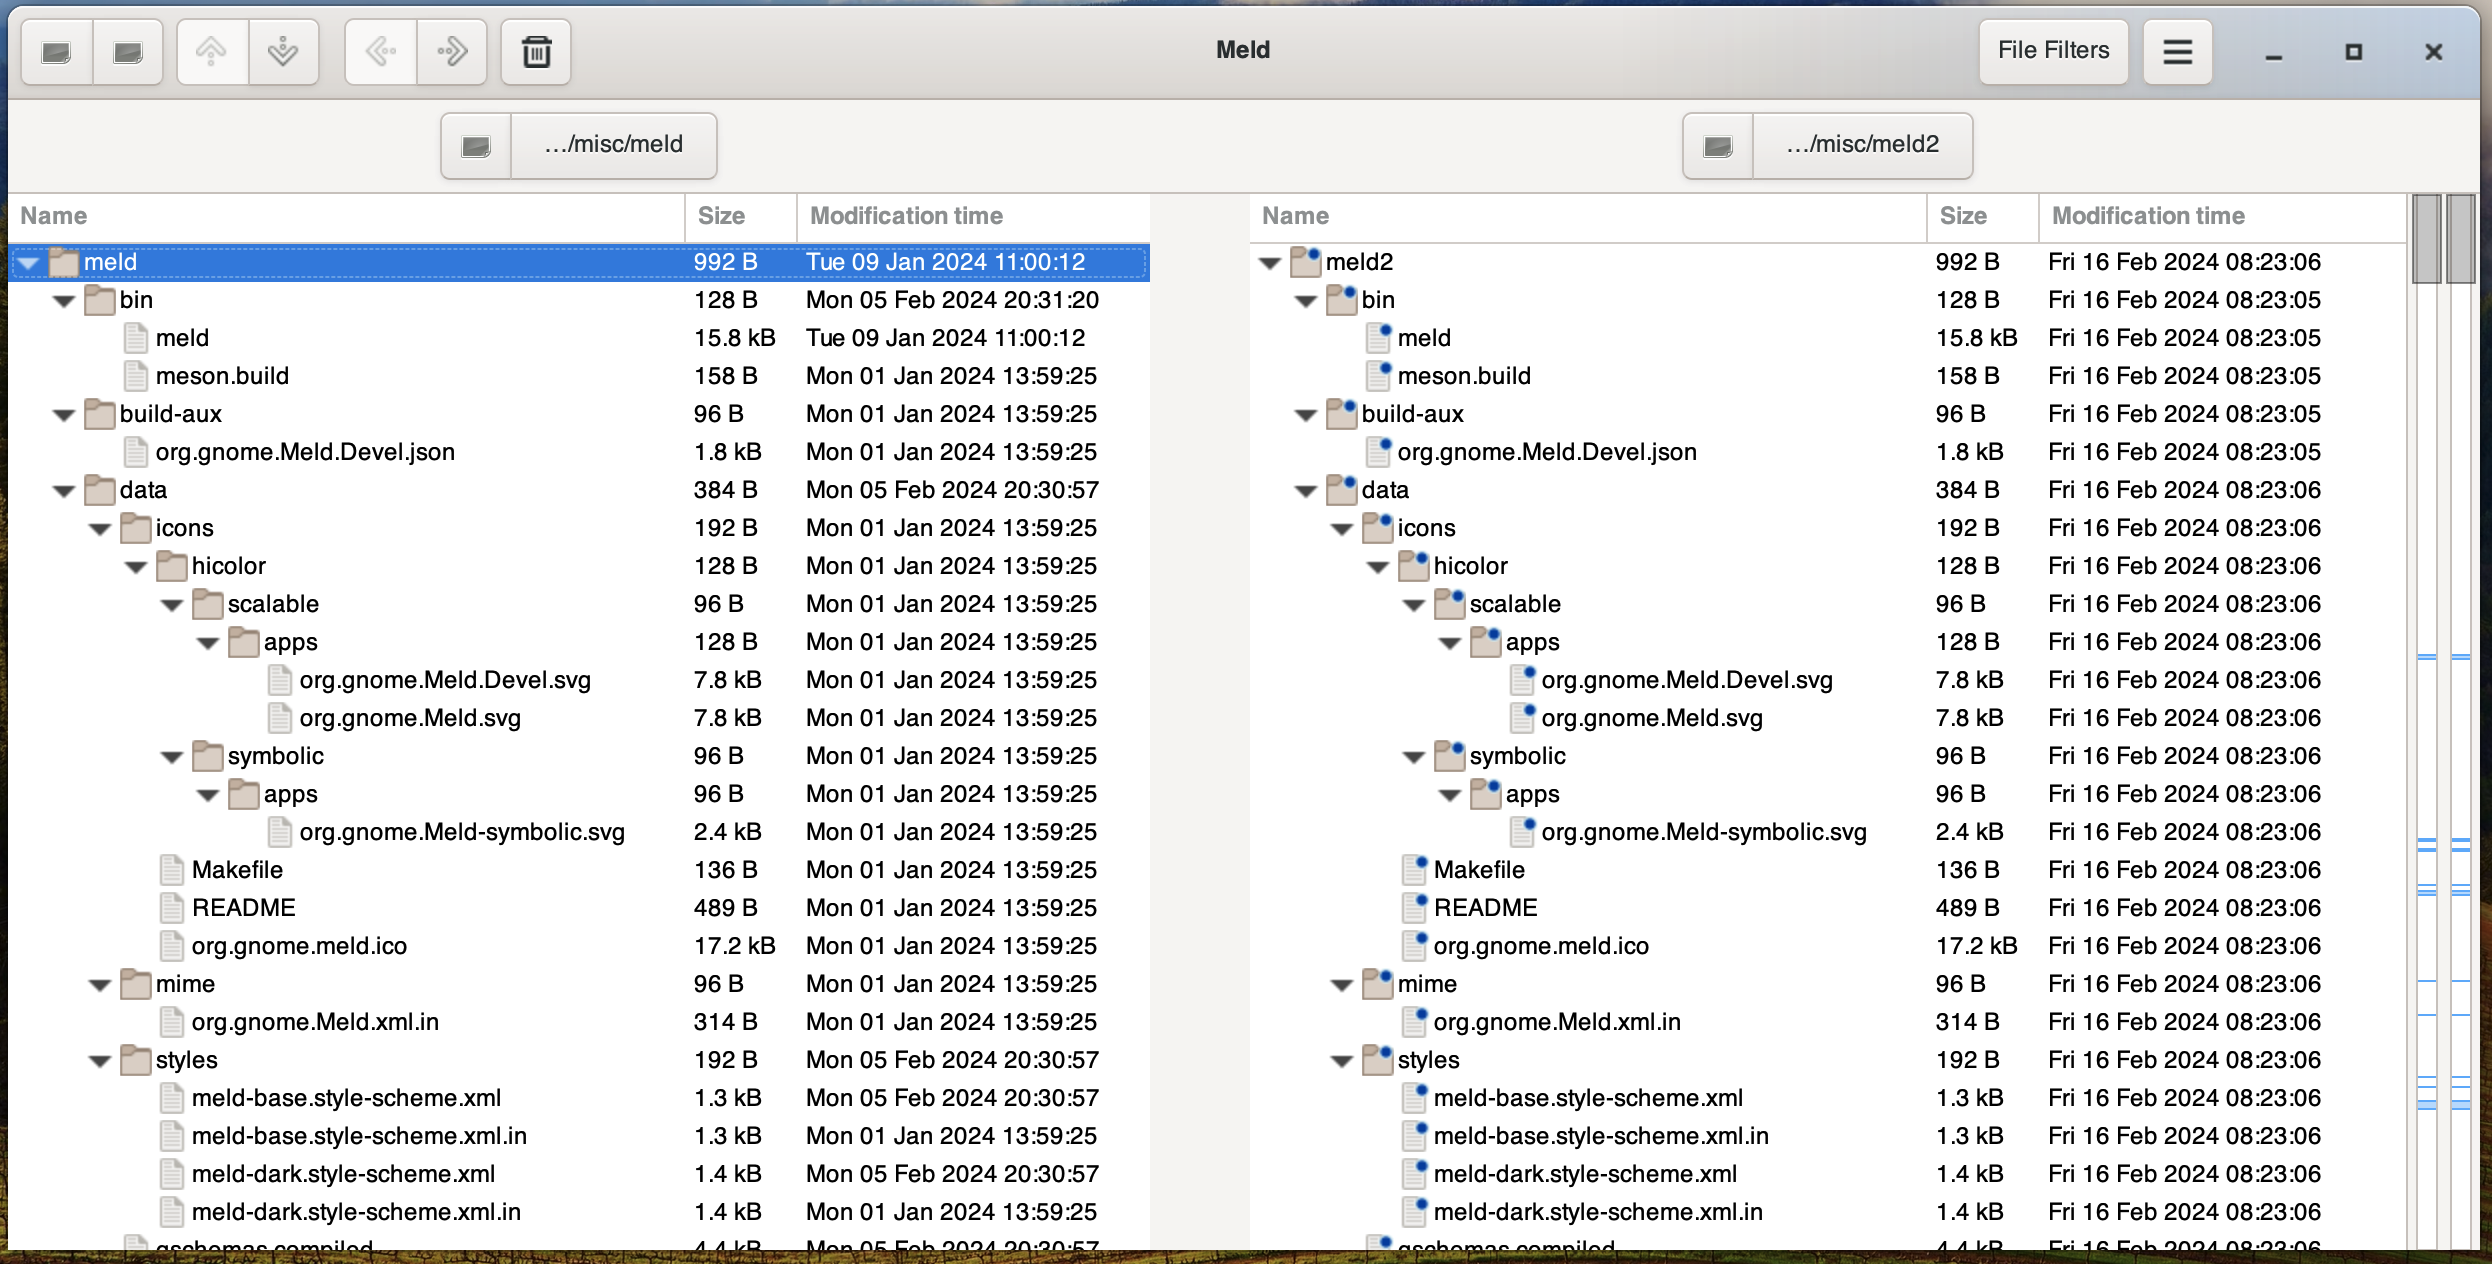 Meld
File Filters
.../misc/meld
.../misc/meld2
Name Size Modification time
meld 992 B Tue 09 Jan 2024 11:00:12
bin 128 B Mon 05 Feb 2024 20:31:20
meld 15.8 kB Tue 09 Jan 2024 11:00:12
meson.build 158 B Mon 01 Jan 2024 13:59:25
build-aux 96 B Mon 01 Jan 2024 13:59:25
org.gnome.Meld.Devel.json 1.8 kB Mon 01 Jan 2024 13:59:25
data 384 B Mon 05 Feb 2024 20:30:57
icons 192 B Mon 01 Jan 2024 13:59:25
hicolor 128 B Mon 01 Jan 2024 13:59:25
scalable 96 B Mon 01 Jan 2024 13:59:25
apps 128 B Mon 01 Jan 2024 13:59:25
org.gnome.Meld.Devel.svg 7.8 kB Mon 01 Jan 2024 13:59:25
org.gnome.Meld.svg 7.8 kB Mon 01 Jan 2024 13:59:25
symbolic 96 B Mon 01 Jan 2024 13:59:25
apps 96 B Mon 01 Jan 2024 13:59:25
org.gnome.Meld-symbolic.svg 2.4 kB Mon 01 Jan 2024 13:59:25
Makefile 136 B Mon 01 Jan 2024 13:59:25
README 489 B Mon 01 Jan 2024 13:59:25
org.gnome.meld.ico 17.2 kB Mon 01 Jan 2024 13:59:25
mime 96 B Mon 01 Jan 2024 13:59:25
org.gnome.Meld.xml.in 314 B Mon 01 Jan 2024 13:59:25
styles 192 B Mon 05 Feb 2024 20:30:57
meld-base.style-scheme.xml 1.3 kB Mon 05 Feb 2024 20:30:57
meld-base.style-scheme.xml.in 1.3 kB Mon 01 Jan 2024 13:59:25
meld-dark.style-scheme.xml 1.4 kB Mon 05 Feb 2024 20:30:57
meld-dark.style-scheme.xml.in 1.4 kB Mon 01 Jan 2024 13:59:25
gschemas.compiled 4.4 kB Mon 05 Feb 2024 20:30:57
Name Size Modification time
meld2 992 B Fri 16 Feb 2024 08:23:06
bin 128 B Fri 16 Feb 2024 08:23:05
meld 15.8 kB Fri 16 Feb 2024 08:23:05
meson.build 158 B Fri 16 Feb 2024 08:23:05
build-aux 96 B Fri 16 Feb 2024 08:23:05
org.gnome.Meld.Devel.json 1.8 kB Fri 16 Feb 2024 08:23:05
data 384 B Fri 16 Feb 2024 08:23:06
icons 192 B Fri 16 Feb 2024 08:23:06
hicolor 128 B Fri 16 Feb 2024 08:23:06
scalable 96 B Fri 16 Feb 2024 08:23:06
apps 128 B Fri 16 Feb 2024 08:23:06
org.gnome.Meld.Devel.svg 7.8 kB Fri 16 Feb 2024 08:23:06
org.gnome.Meld.svg 7.8 kB Fri 16 Feb 2024 08:23:06
symbolic 96 B Fri 16 Feb 2024 08:23:06
apps 96 B Fri 16 Feb 2024 08:23:06
org.gnome.Meld-symbolic.svg 2.4 kB Fri 16 Feb 2024 08:23:06
Makefile 136 B Fri 16 Feb 2024 08:23:06
README 489 B Fri 16 Feb 2024 08:23:06
org.gnome.meld.ico 17.2 kB Fri 16 Feb 2024 08:23:06
mime 96 B Fri 16 Feb 2024 08:23:06
org.gnome.Meld.xml.in 314 B Fri 16 Feb 2024 08:23:06
styles 192 B Fri 16 Feb 2024 08:23:06
meld-base.style-scheme.xml 1.3 kB Fri 16 Feb 2024 08:23:06
meld-base.style-scheme.xml.in 1.3 kB Fri 16 Feb 2024 08:23:06
meld-dark.style-scheme.xml 1.4 kB Fri 16 Feb 2024 08:23:06
meld-dark.style-scheme.xml.in 1.4 kB Fri 16 Feb 2024 08:23:06
gschemas.compiled 4.4 kB Fri 16 Feb 2024 08:23:06